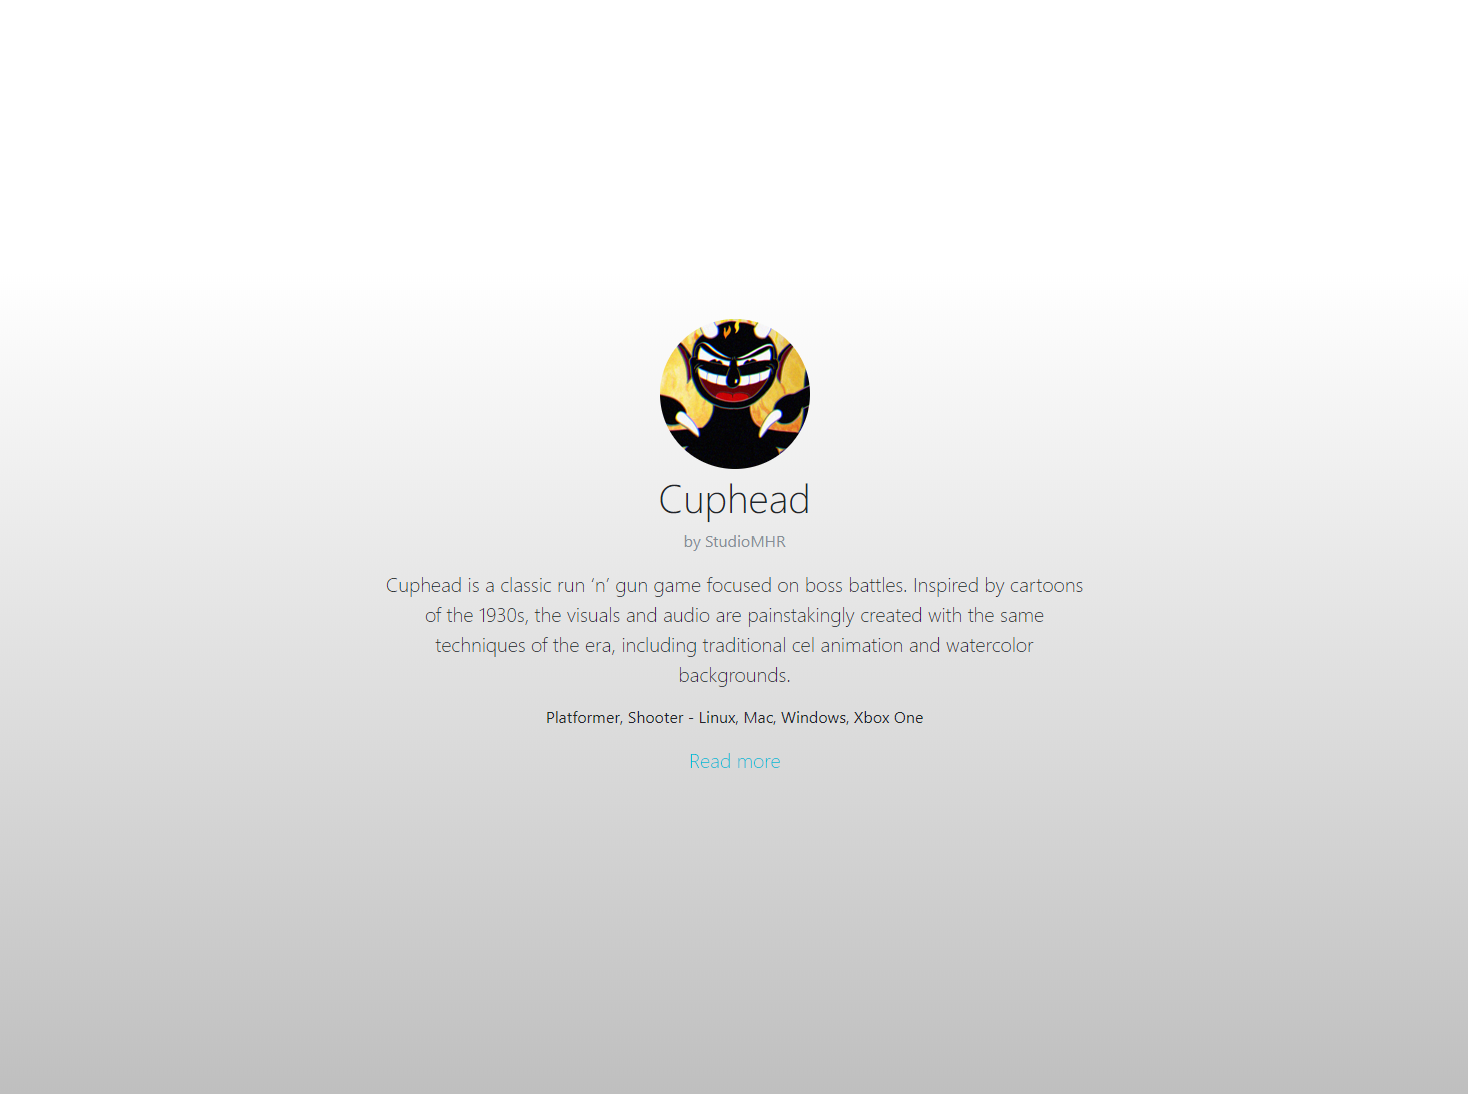 Cuphead
by StudioMHR
Cuphead is a classic run ‘n’ gun game focused on boss battles. Inspired by cartoons
of the 1930s, the visuals and audio are painstakingly created with the same
techniques of the era, including traditional cel animation and watercolor
backgrounds.
Platformer, Shooter - Linux, Mac, Windows, Xbox One
Read more